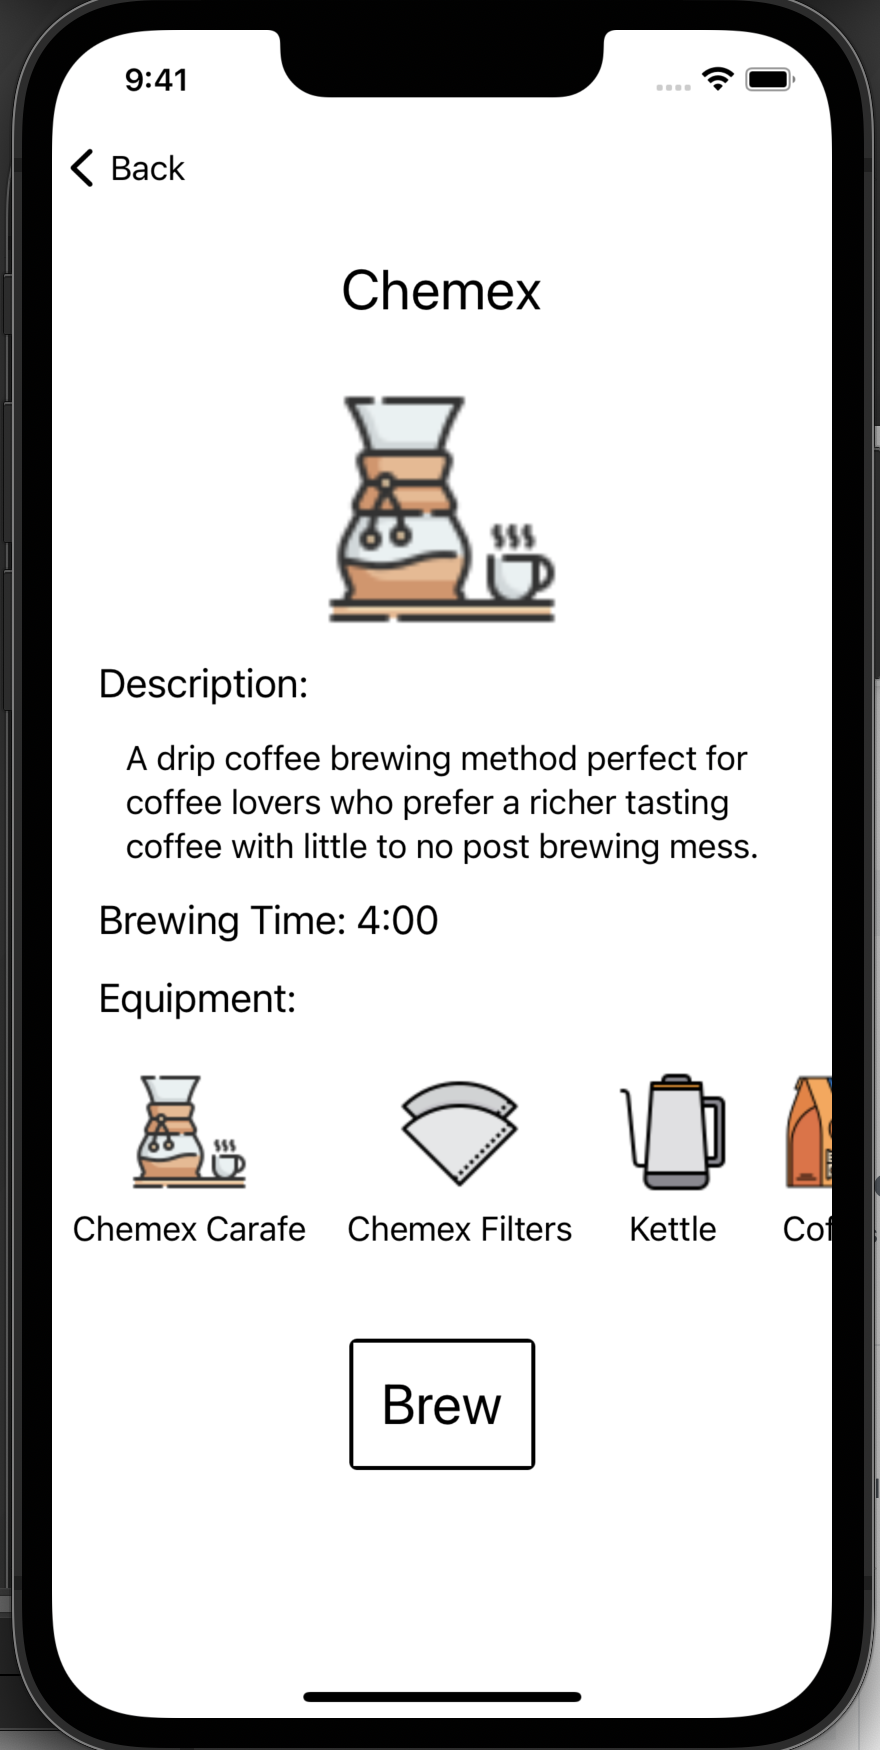 9:41
Back
Chemex
Description:
A drip coffee brewing method perfect for
coffee lovers who prefer a richer tasting
coffee with little to no post brewing mess.
Brewing Time: 4:00
Equipment:
Chemex Carafe Chemex Filters Kettle Cof
Brew